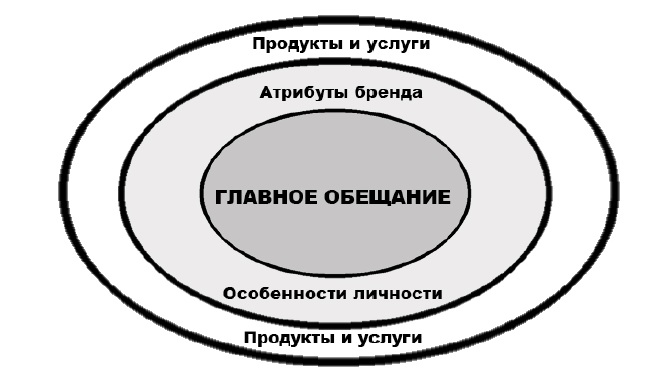 Продукты и услуги
Атрибуты бренда
ГЛАВНОЕ ОБЕЩАНИЕ
Особенности личности
Продукты и услуги